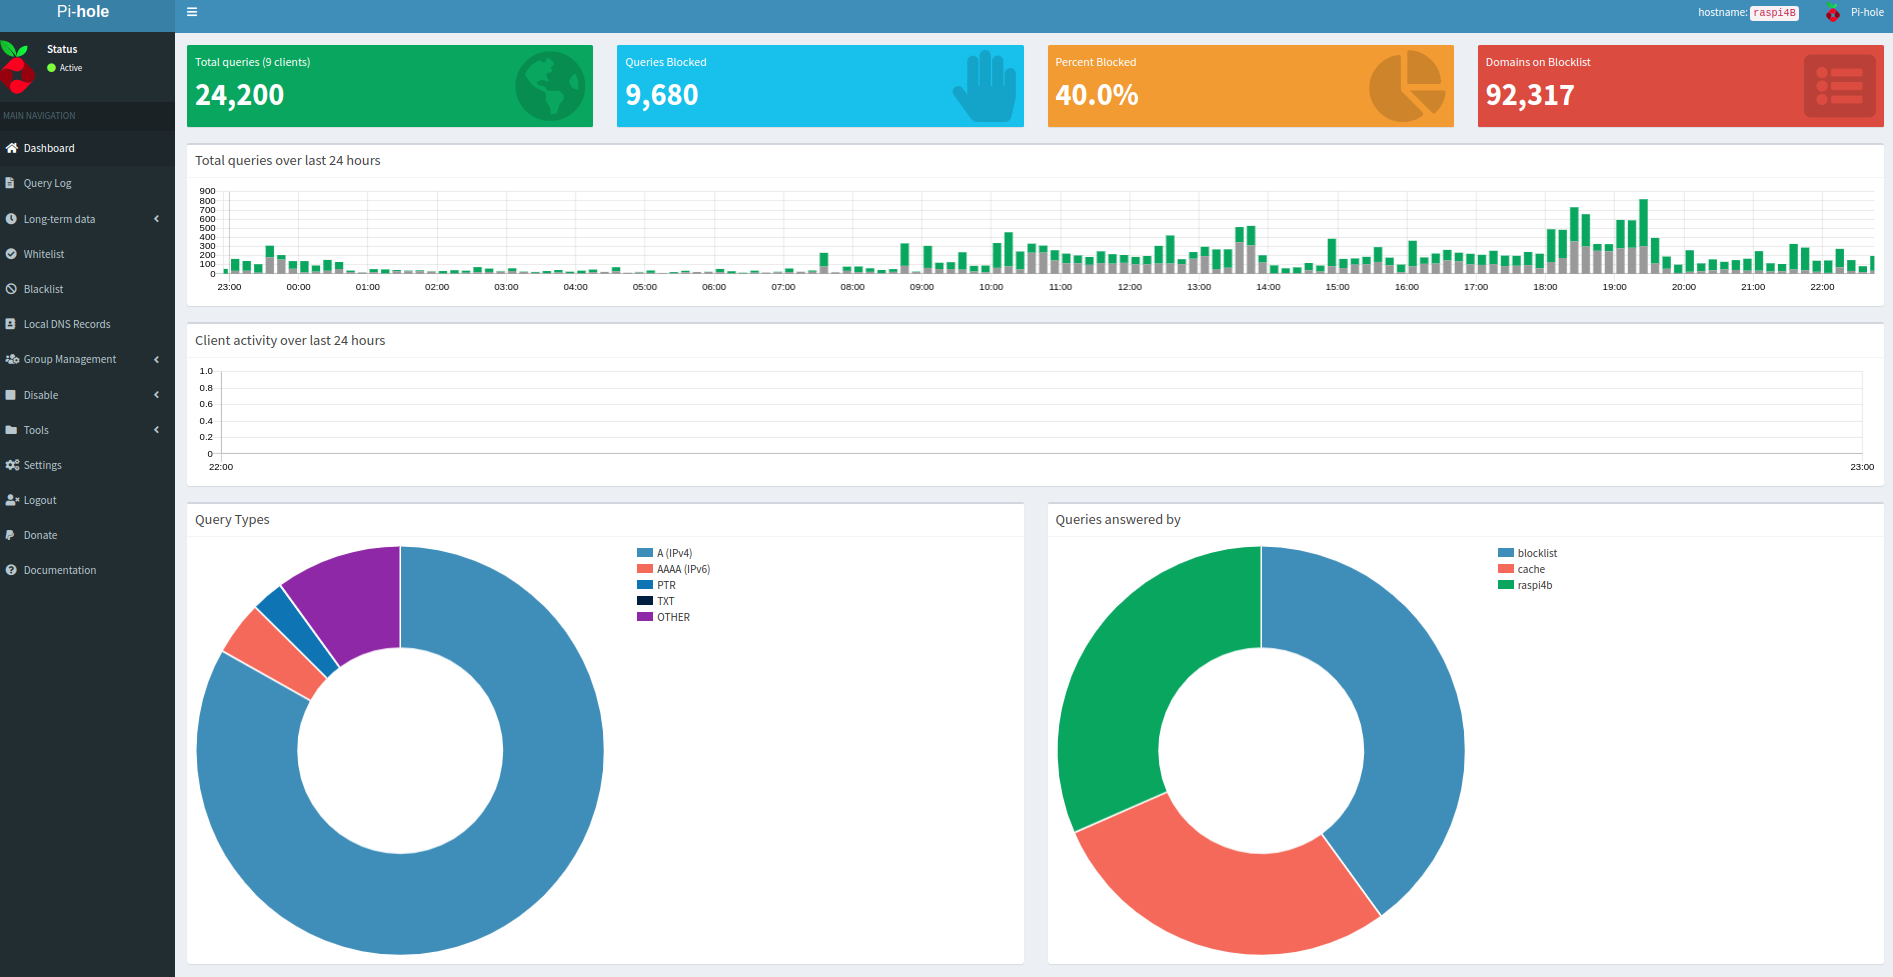 Pi-hole
hostname: raspi4B
Pi-hole
Status
Active
MAIN NAVIGATION
Dashboard
Query Log
Long-term data
Whitelist
Blacklist
Local DNS Records
Group Management
Disable
Tools
Settings
Logout
Donate
Documentation
Total queries (9 clients)
24,200
Queries Blocked
9,680
Percent Blocked
40.0%
Domains on Blocklist
92,317
Total queries over last 24 hours
900
800
700
600
500
400
300
200
100
0
23:00 00:00 01:00 02:00 03:00 04:00 05:00 06:00 07:00 08:00 09:00 10:00 11:00 12:00 13:00 14:00 15:00 16:00 17:00 18:00 19:00 20:00 21:00 22:00
Client activity over last 24 hours
1.0
0.8
0.6
0.4
0.2
0
22:00 23:00
Query Types
A (IPv4)
AAAA (IPv6)
PTR
TXT
OTHER
Queries answered by
blocklist
cache
raspi4b